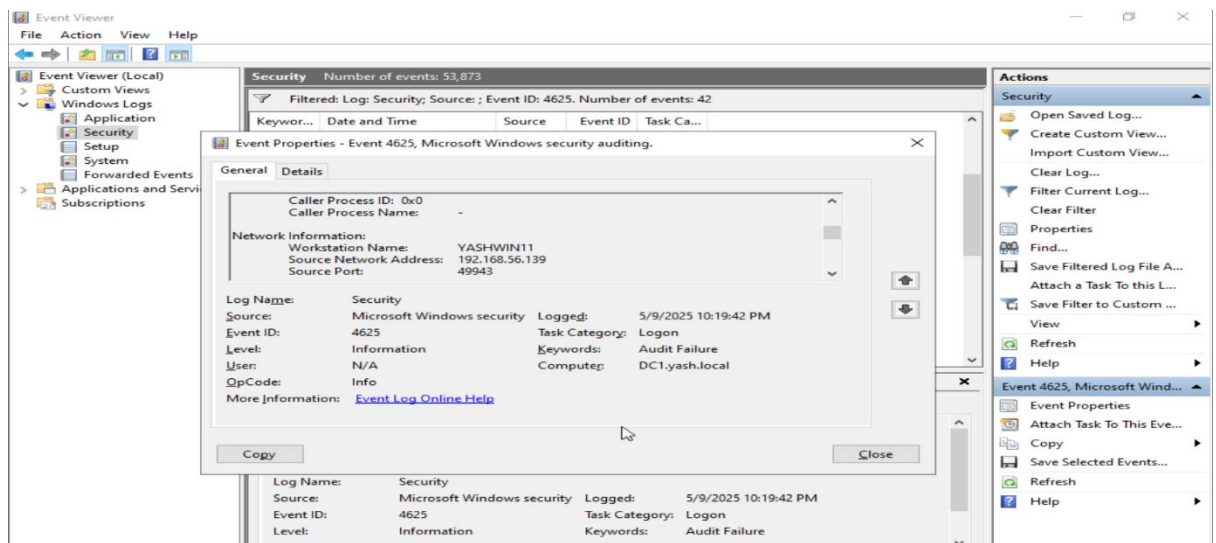 Event Viewer
File Action View Help
Event Viewer (Local)
Custom Views
Windows Logs
Application
Security
Setup
System
Forwarded Events
Applications and Servi
Subscriptions
Security Number of events: 53,873
Filtered: Log: Security; Source: ; Event ID: 4625. Number of events: 42
Keywor... Date and Time Source Event ID Task Ca...
Event Properties - Event 4625, Microsoft Windows security auditing.
General Details
Caller Process ID: 0x0
Caller Process Name: -
Network Information:
Workstation Name: YASHWIN11
Source Network Address: 192.168.56.139
Source Port: 49943
Log Name: Security
Source: Microsoft Windows security Logged: 5/9/2025 10:19:42 PM
Event ID: 4625 Task Category: Logon
Level: Information Keywords: Audit Failure
User: N/A Computer: DC1.yash.local
OpCode: Info
More Information: Event Log Online Help
Copy Close
Log Name: Security
Source: Microsoft Windows security Logged: 5/9/2025 10:19:42 PM
Event ID: 4625 Task Category: Logon
Level: Information Keywords: Audit Failure
Actions
Security
Open Saved Log...
Create Custom View...
Import Custom View...
Clear Log...
Filter Current Log...
Clear Filter
Properties
Find...
Save Filtered Log File A...
Attach a Task To this L...
Save Filter to Custom ...
View
Refresh
Help
Event 4625, Microsoft Wind...
Event Properties
Attach Task To This Eve...
Copy
Save Selected Events...
Refresh
Help